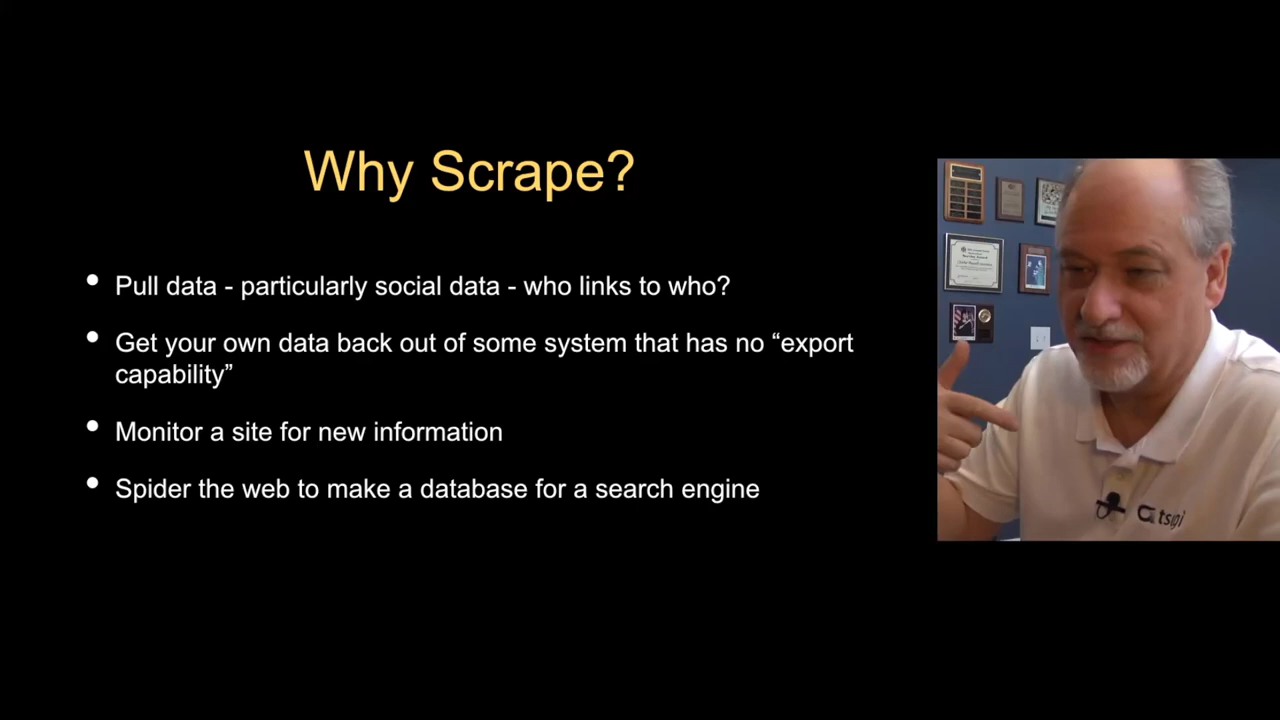 Why Scrape?
• Pull data - particularly social data - who links to who?
• Get your own data back out of some system that has no “export
capability”
• Monitor a site for new information
• Spider the web to make a database for a search engine
tsugi